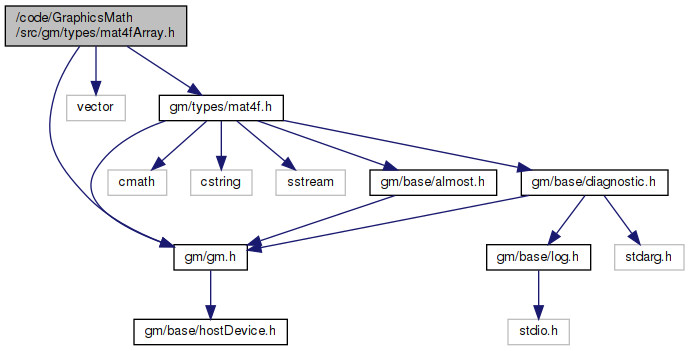 /code/GraphicsMath
/src/gm/types/mat4fArray.h
vector
gm/types/mat4f.h
cmath
cstring
sstream
gm/base/almost.h
gm/base/diagnostic.h
gm/gm.h
gm/base/log.h
stdarg.h
gm/base/hostDevice.h
stdio.h